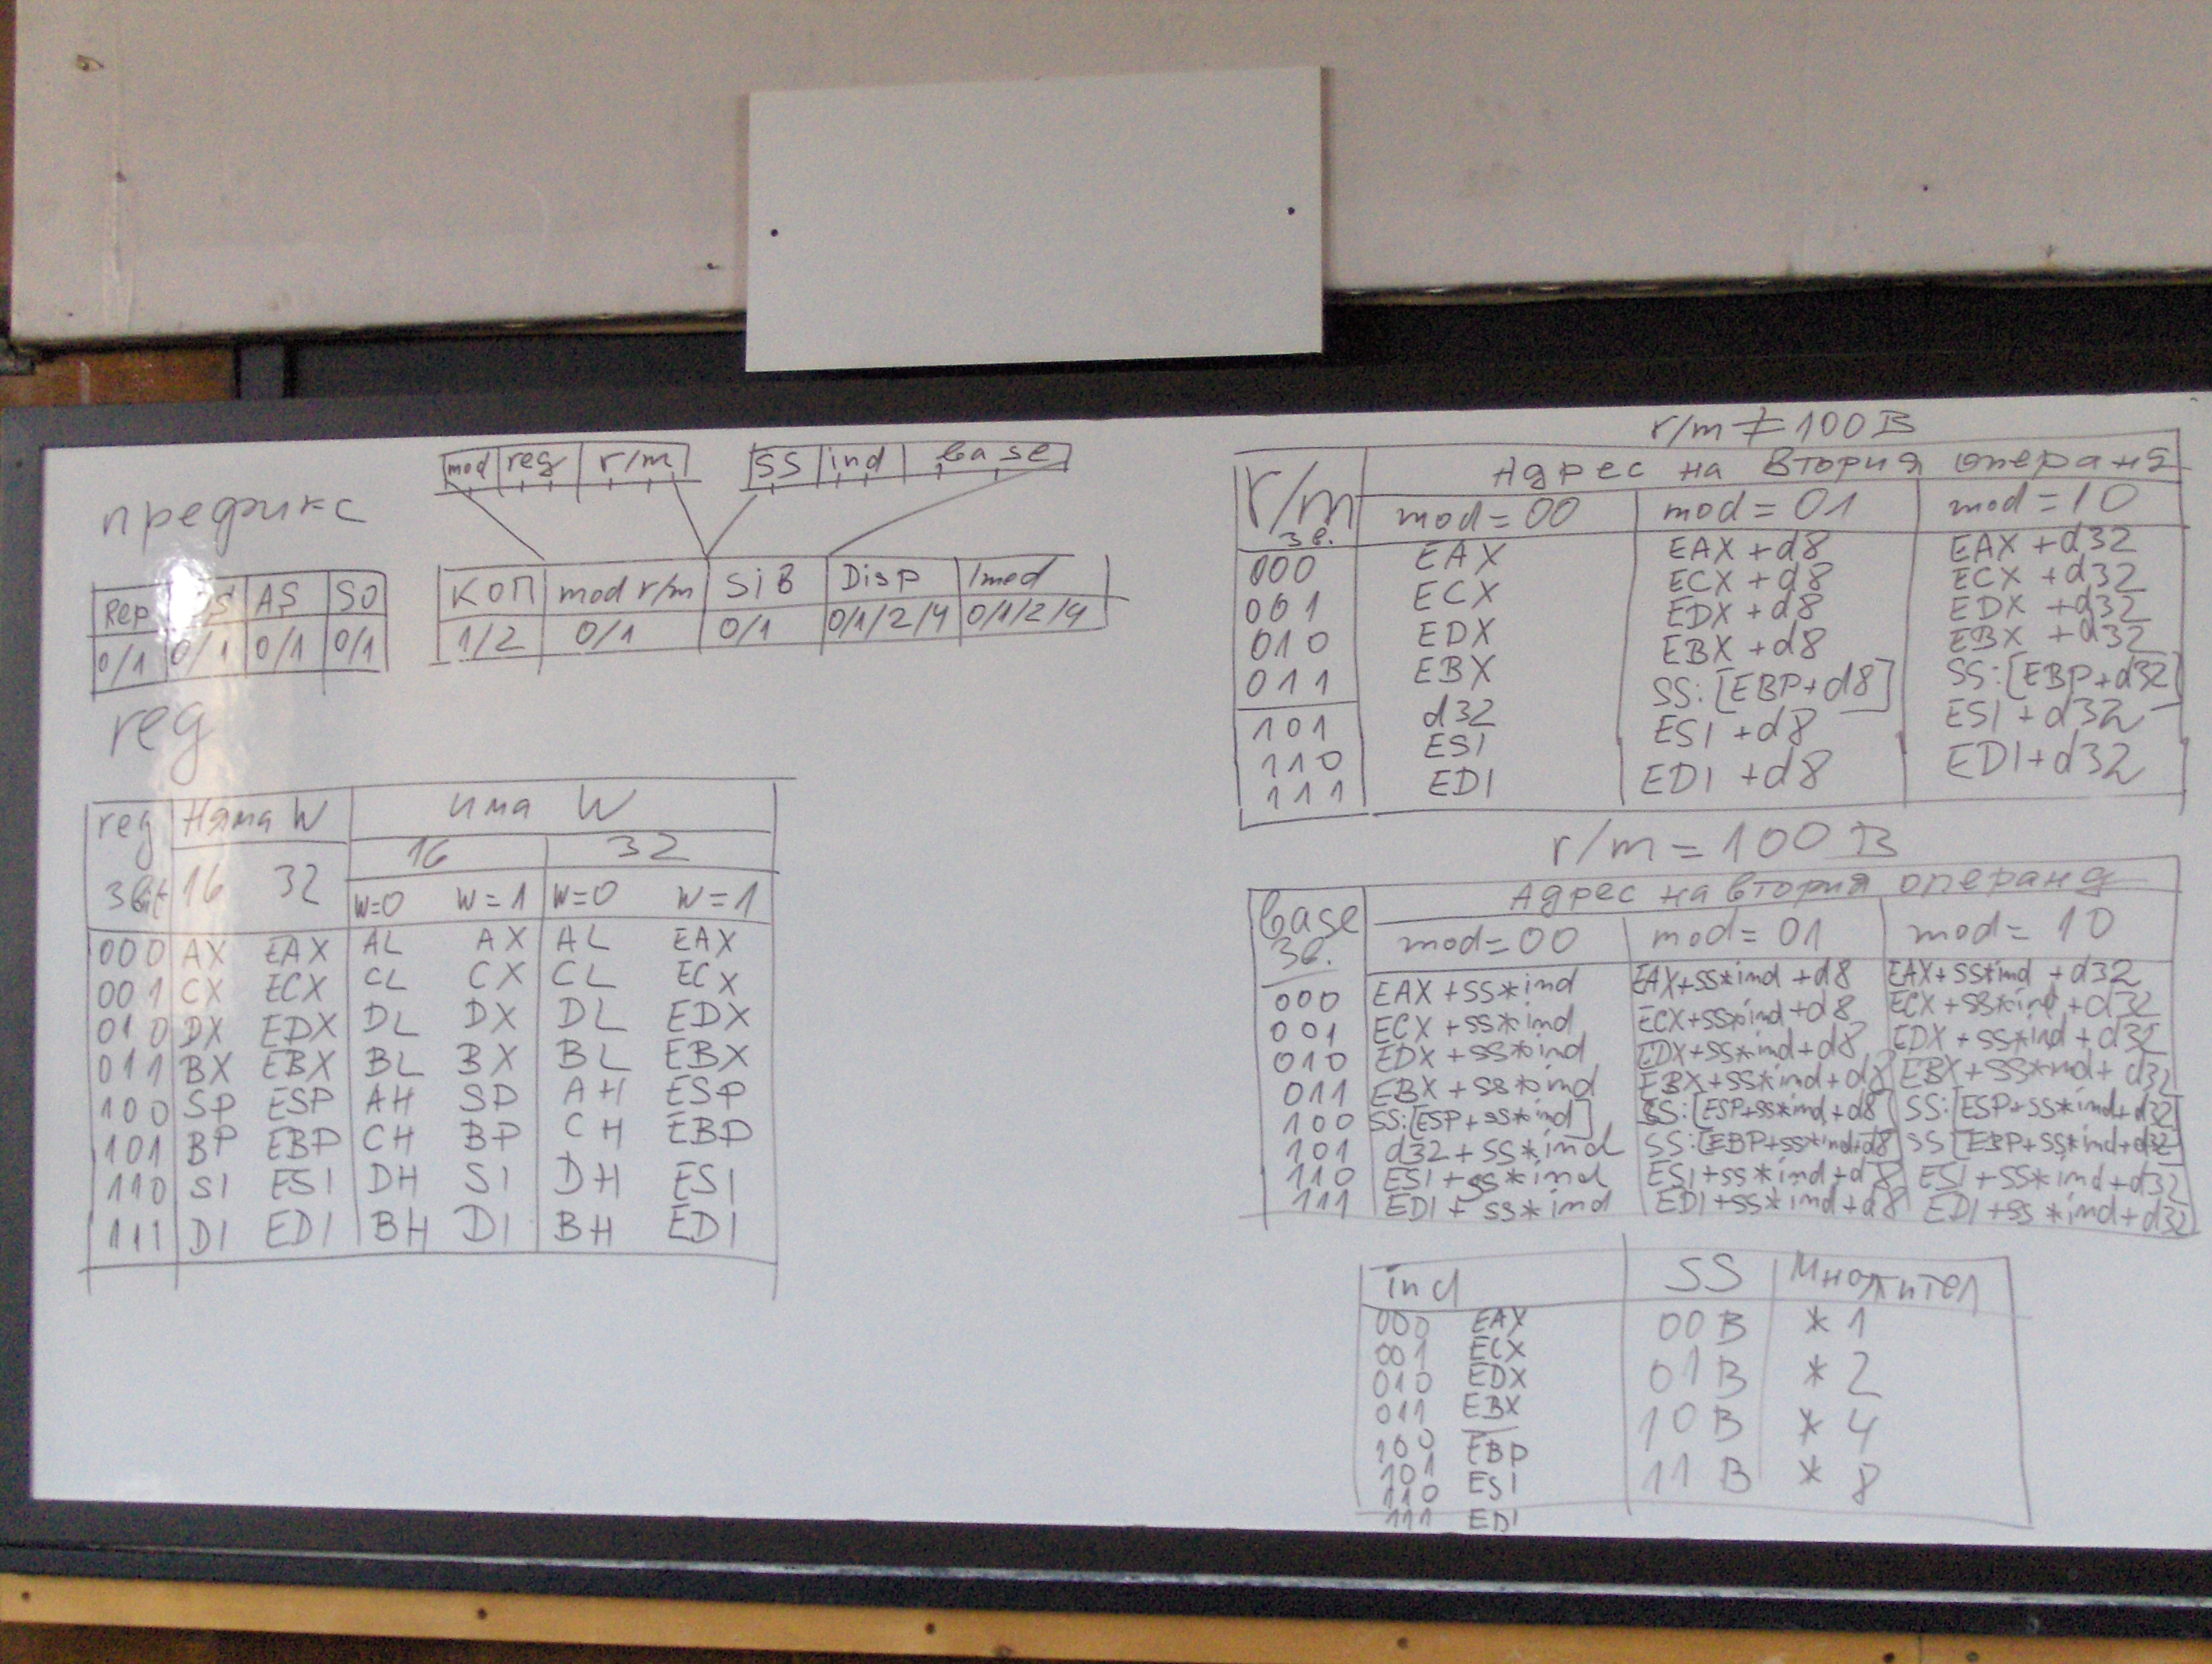 mod reg r/m SS ind base
префикс
Rep AS SO
0/1 0/1 0/1 0/1
КОП mod r/m SiB Disp Imed
1/2 0/1 0/1 0/1/2/4 0/1/2/4
reg
reg Няма W има W
3bit 16 32 16 32
W=0 W=1 W=0 W=1
000 AX EAX AL AX AL EAX
001 CX ECX CL CX CL ECX
010 DX EDX DL DX DL EDX
011 BX EBX BL BX BL EBX
100 SP ESP AH SP AH ESP
101 BP EBP CH BP CH EBP
110 SI ESI DH SI DH ESI
111 DI EDI BH DI BH EDI
r/m ≠ 100B
r/m Адрес на Втория операнд
3b. mod=00 mod=01 mod=10
000 EAX EAX+d8 EAX+d32
001 ECX ECX+d8 ECX+d32
010 EDX EDX+d8 EDX+d32
011 EBX EBX+d8 EBX+d32
101 d32 SS:[EBP+d8] SS:[EBP+d32]
110 ESI ESI+d8 ESI+d32
111 EDI EDI+d8 EDI+d32
r/m=100B
base Адрес на втория операнд
3b. mod=00 mod=01 mod=10
000 EAX+SS*ind EAX+SS*ind+d8 EAX+SS*ind+d32
001 ECX+SS*ind ECX+SS*ind+d8 ECX+SS*ind+d32
010 EDX+SS*ind EDX+SS*ind+d8 EDX+SS*ind+d32
011 EBX+SS*ind EBX+SS*ind+d8 EBX+SS*ind+d32
100 SS:[ESP+SS*ind] SS:[ESP+SS*ind+d8] SS:[ESP+SS*ind+d32]
101 d32+SS*ind SS:[EBP+SS*ind+d8] SS[EBP+SS*ind+d32]
110 ESI+SS*ind ESI+SS*ind+d8 ESI+SS*ind+d32
111 EDI+SS*ind EDI+SS*ind+d8 EDI+SS*ind+d32
ind SS Множител
000 EAX 00B *1
001 ECX 01B *2
010 EDX 10B *4
011 EBX 11B *8
100
101 EBP
110 ESI
111 EDI